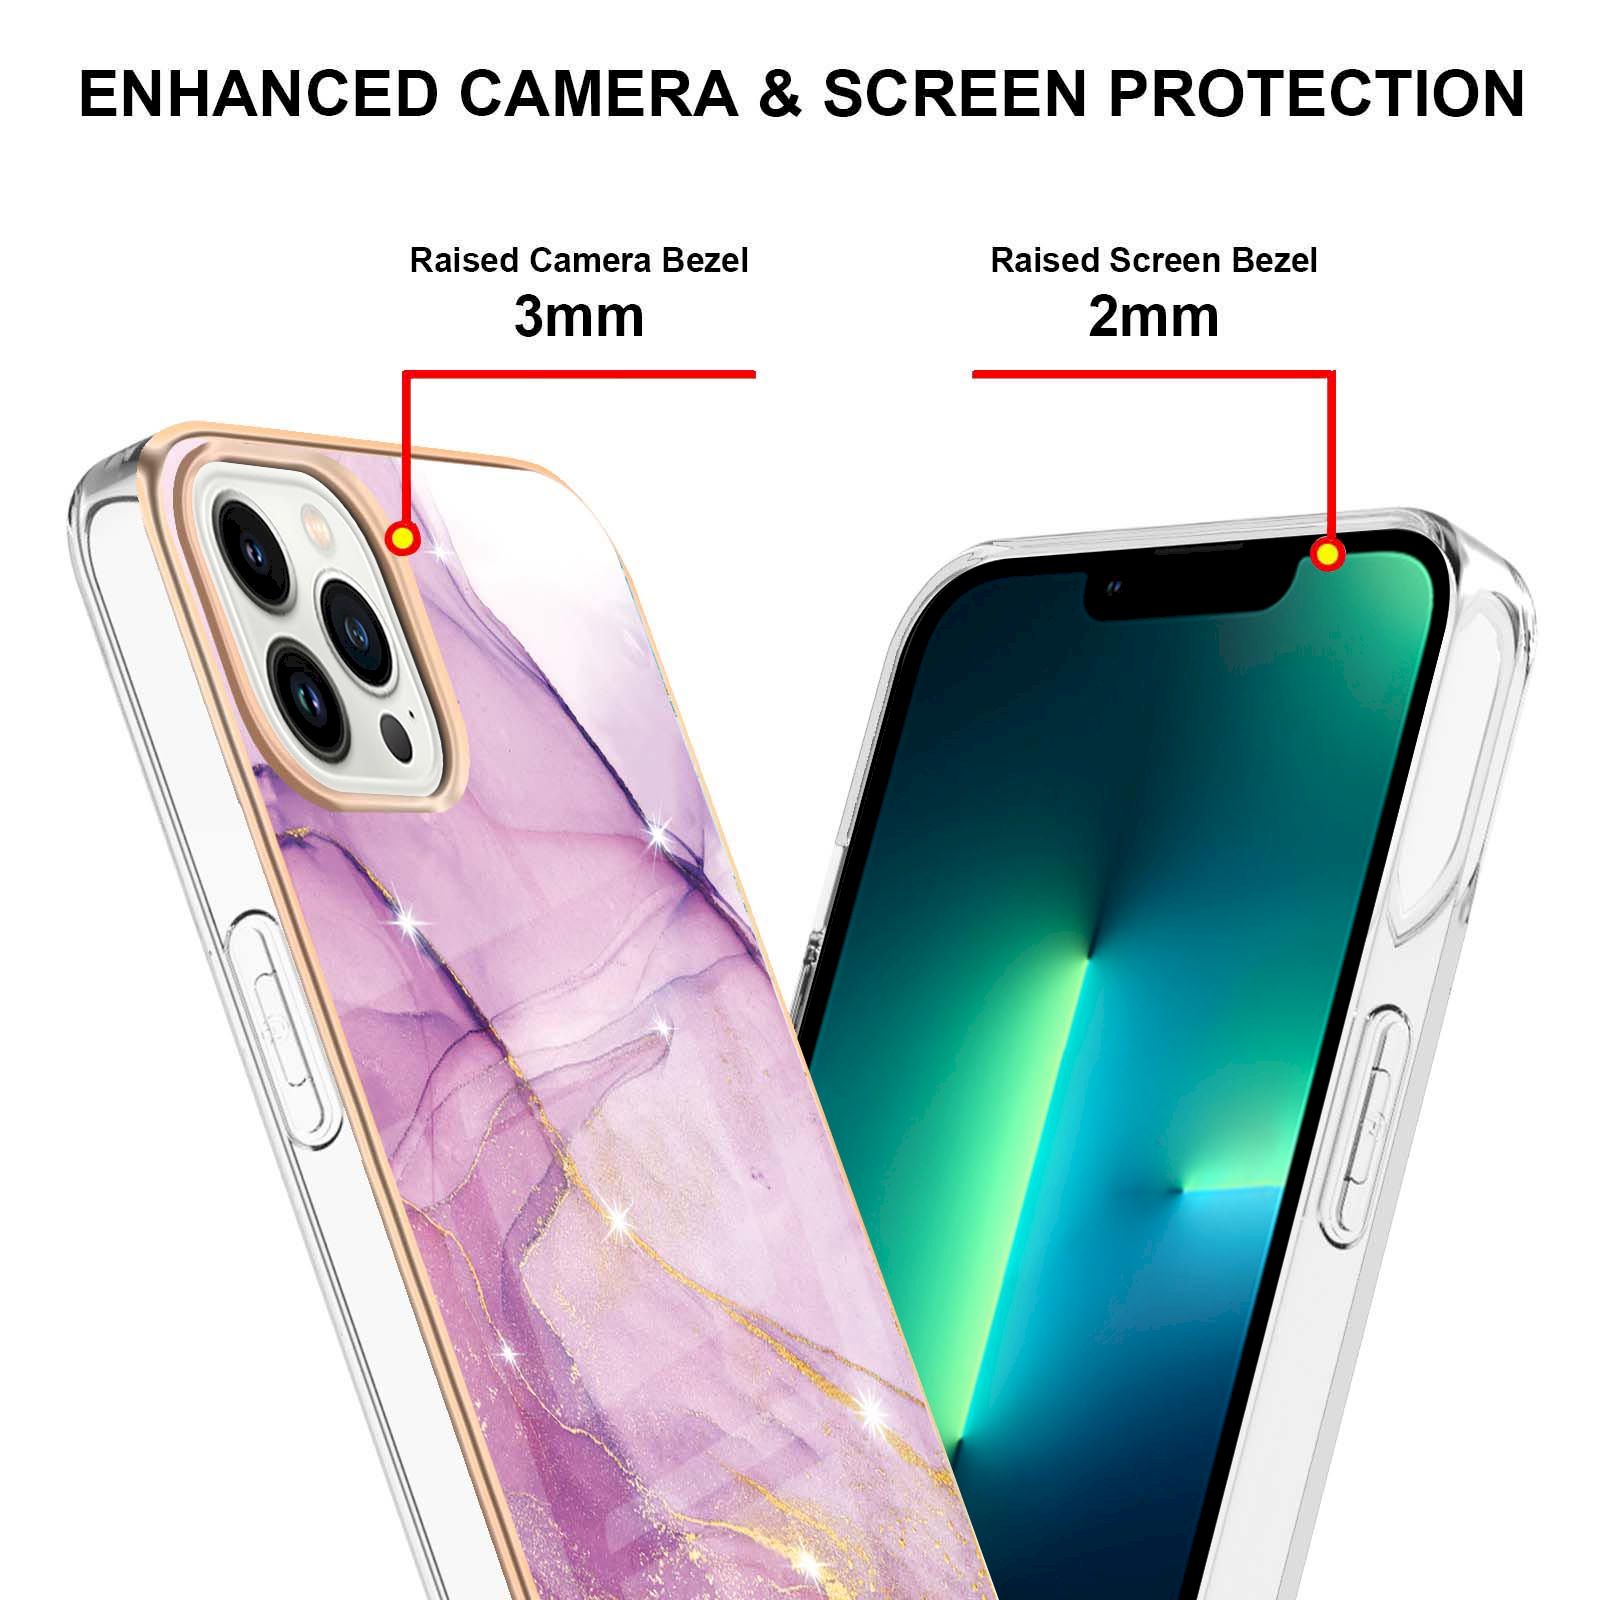 ENHANCED CAMERA & SCREEN PROTECTION
Raised Camera Bezel
3mm
Raised Screen Bezel
2mm